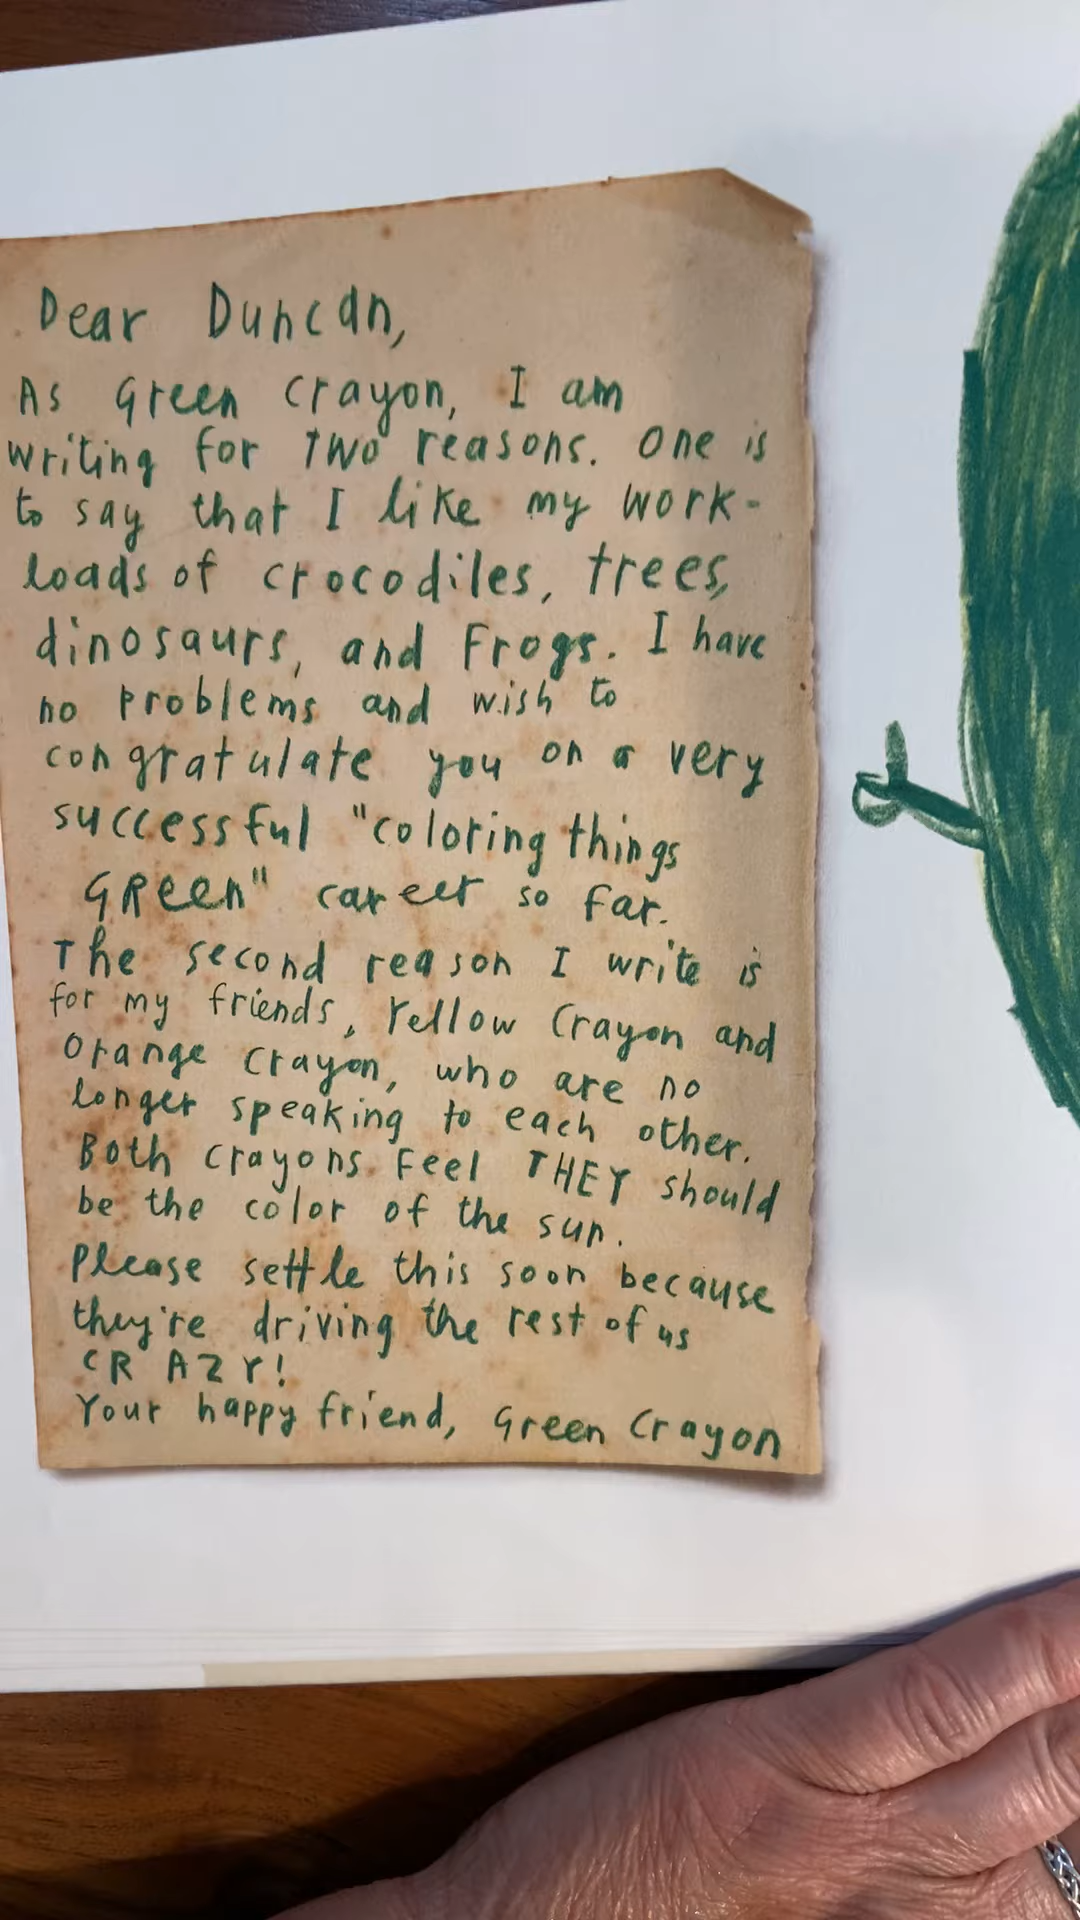 Dear Duncan,
As Green Crayon, I am
writing for TWO reasons. One is
to say that I like my work-
loads of crocodiles, trees,
dinosaurs, and Frogs. I have
no problems and wish to
congratulate you on a very
successful "coloring things
GReen" career so far.
The second reason I write is
for my friends, Yellow Crayon and
Orange Crayon, who are no
longer speaking to each other.
Both crayons Feel THEY should
be the color of the sun.
Please settle this soon because
they're driving the rest of us
CRAZY!
Your happy friend, Green Crayon